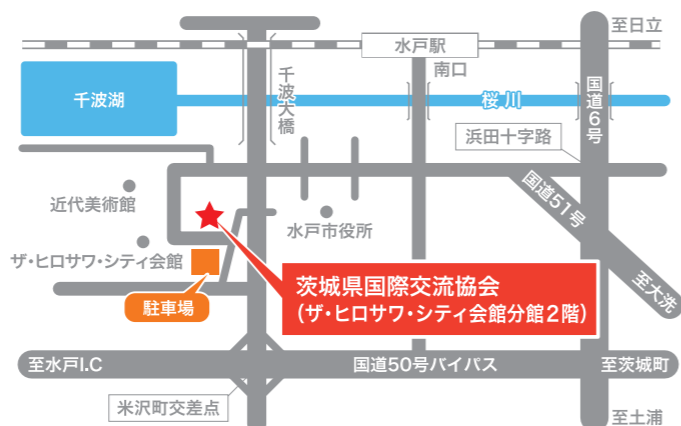 至日立
水戸駅
南口
千波湖
千波大橋
桜川
国道6号
浜田十字路
近代美術館
水戸市役所
国道51号
ザ・ヒロサワ・シティ会館
駐車場
茨城県国際交流協会
（ザ・ヒロサワ・シティ会館分館２階）
至大洗
至水戸I.C
国道50号バイパス
至茨城町
米沢町交差点
至土浦